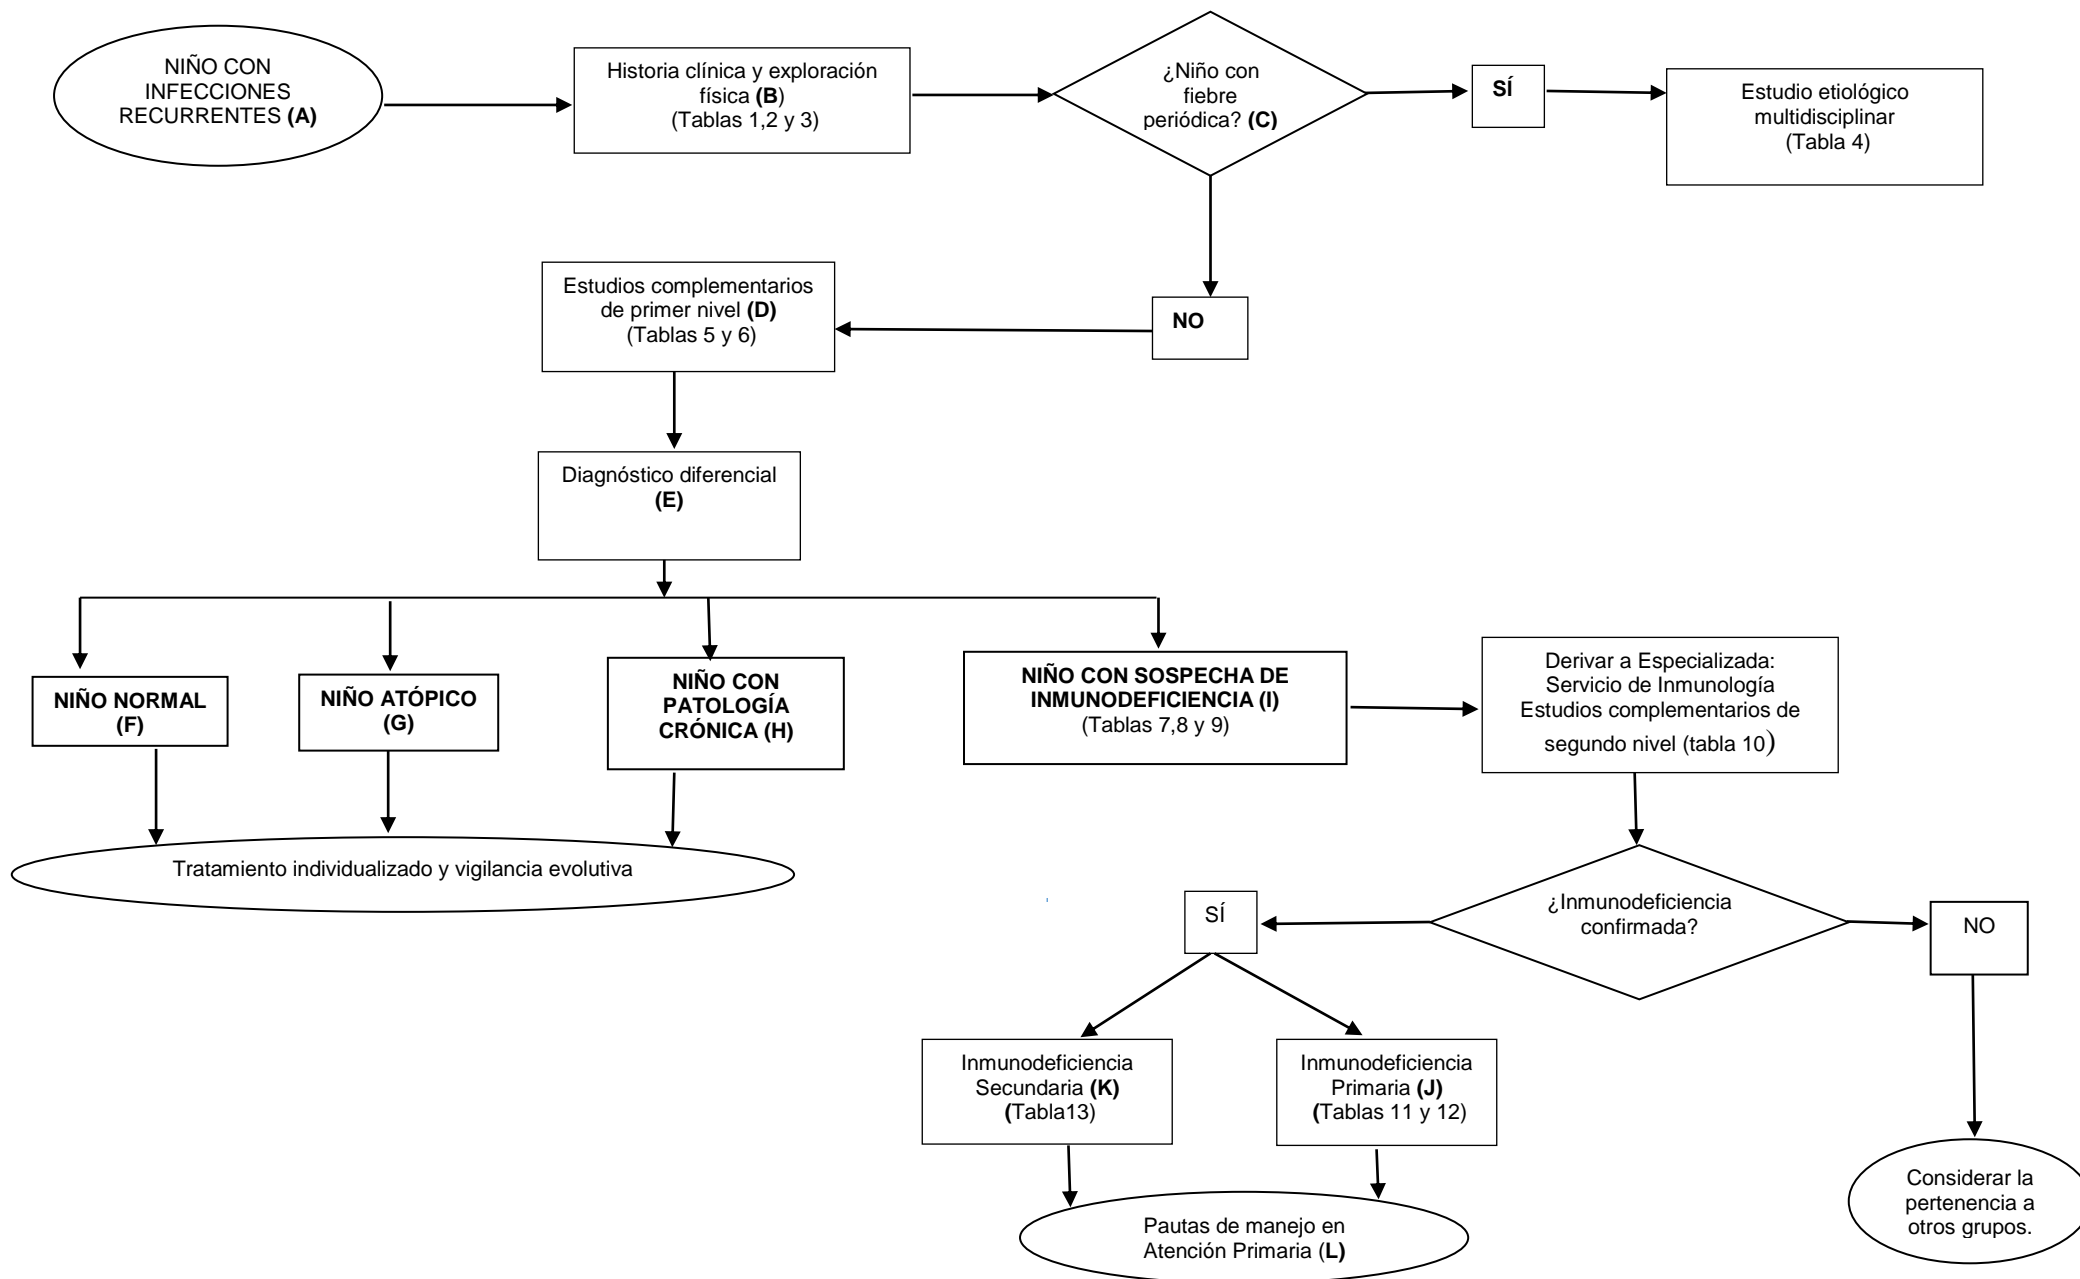 NIÑO CON
INFECCIONES
RECURRENTES (A)
Historia clínica y exploración
física (B)
(Tablas 1,2 y 3)
¿Niño con
fiebre
periódica? (C)
SÍ
Estudio etiológico
multidisciplinar
(Tabla 4)
NO
Estudios complementarios
de primer nivel (D)
(Tablas 5 y 6)
Diagnóstico diferencial
(E)
NIÑO NORMAL
(F)
NIÑO ATÓPICO
(G)
NIÑO CON
PATOLOGÍA
CRÓNICA (H)
NIÑO CON SOSPECHA DE
INMUNODEFICIENCIA (I)
(Tablas 7,8 y 9)
Derivar a Especializada:
Servicio de Inmunología
Estudios complementarios de
segundo nivel (tabla 10)
Tratamiento individualizado y vigilancia evolutiva
¿Inmunodeficiencia
confirmada?
SÍ
NO
Inmunodeficiencia
Secundaria (K)
(Tabla13)
Inmunodeficiencia
Primaria (J)
(Tablas 11 y 12)
Pautas de manejo en
Atención Primaria (L)
Considerar la
pertenencia a
otros grupos.